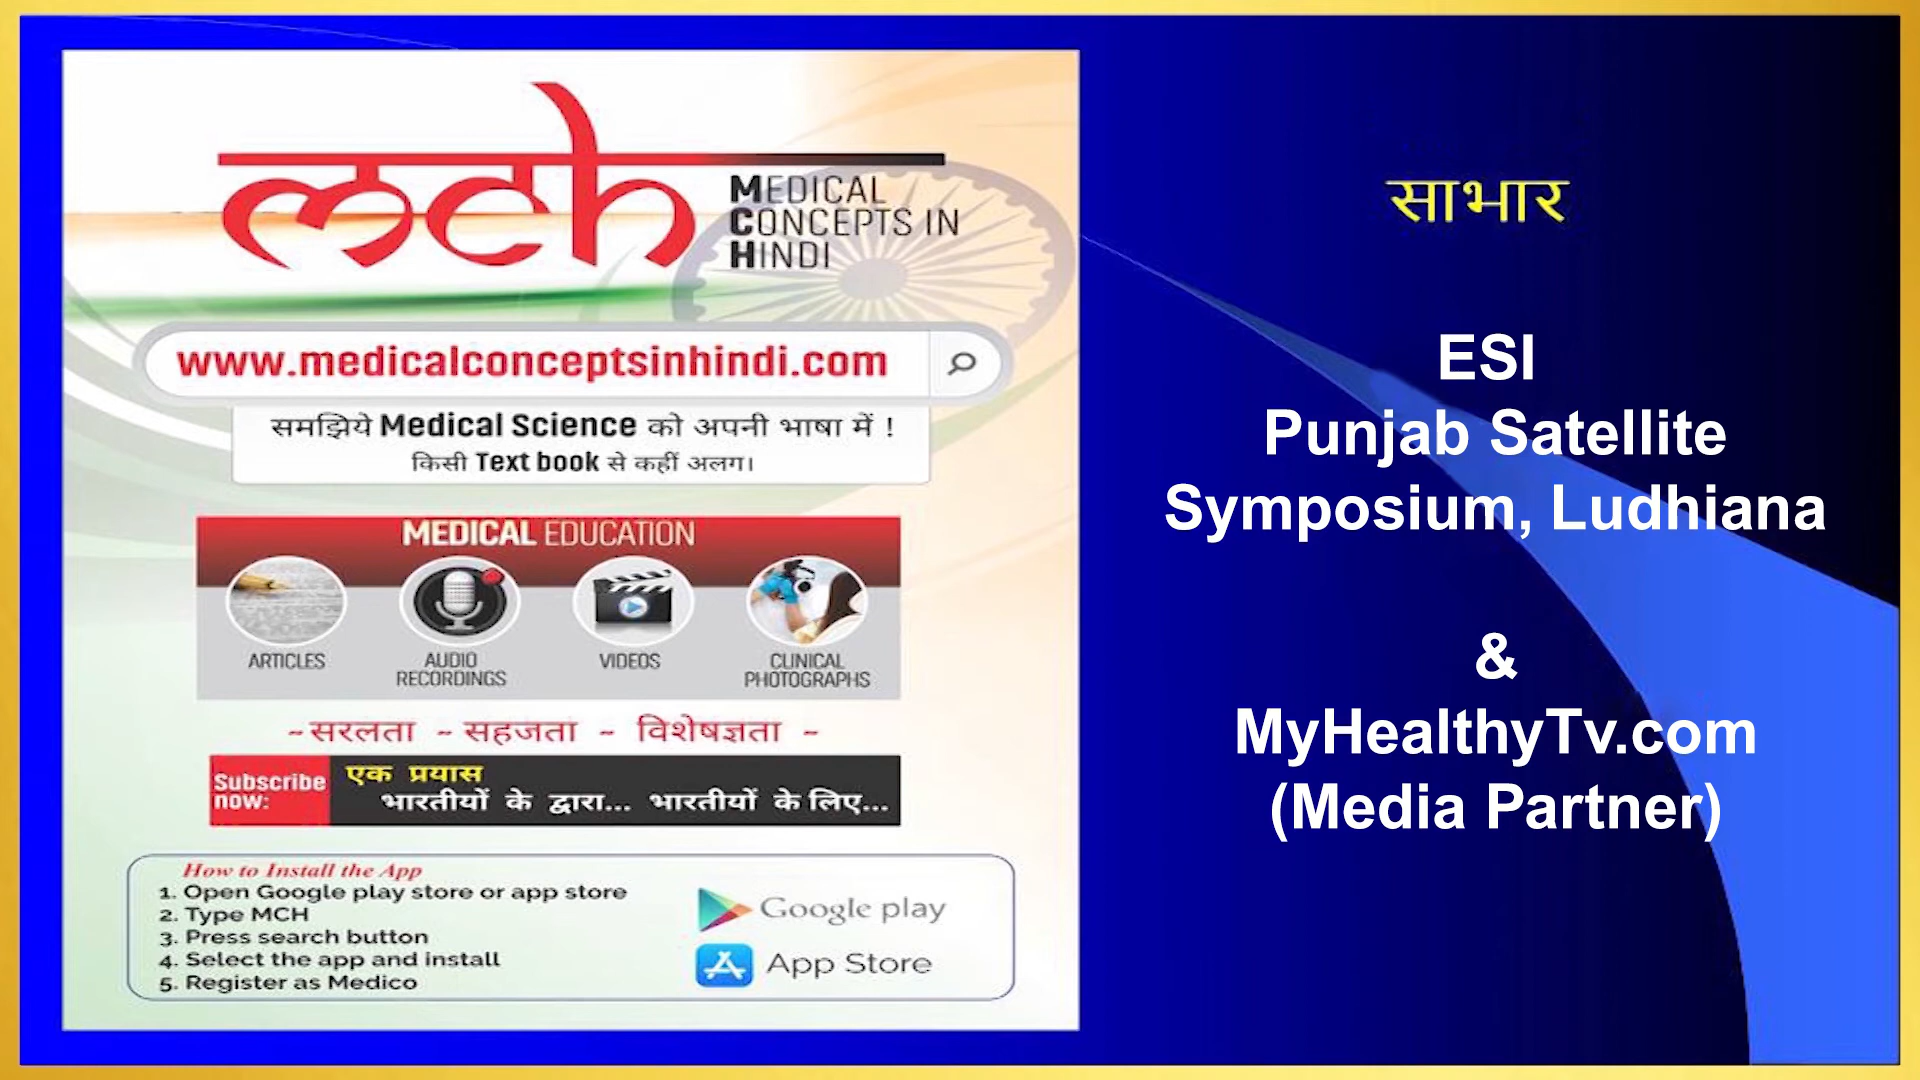 mch
MEDICAL
CONCEPTS IN
HINDI
www.medicalconceptsinhindi.com
समझिये Medical Science को अपनी भाषा में !
किसी Text book से कहीं अलग।
MEDICAL EDUCATION
ARTICLES
AUDIO
RECORDINGS
VIDEOS
CLINICAL
PHOTOGRAPHS
~सरलता ~ सहजता ~ विशेषज्ञता ~
Subscribe
now:
एक प्रयास
भारतीयों के द्वारा... भारतीयों के लिए...
How to Install the App
1. Open Google play store or app store
2. Type MCH
3. Press search button
4. Select the app and install
5. Register as Medico
Google play
App Store
साभार
ESI
Punjab Satellite
Symposium, Ludhiana
&
MyHealthyTv.com
(Media Partner)